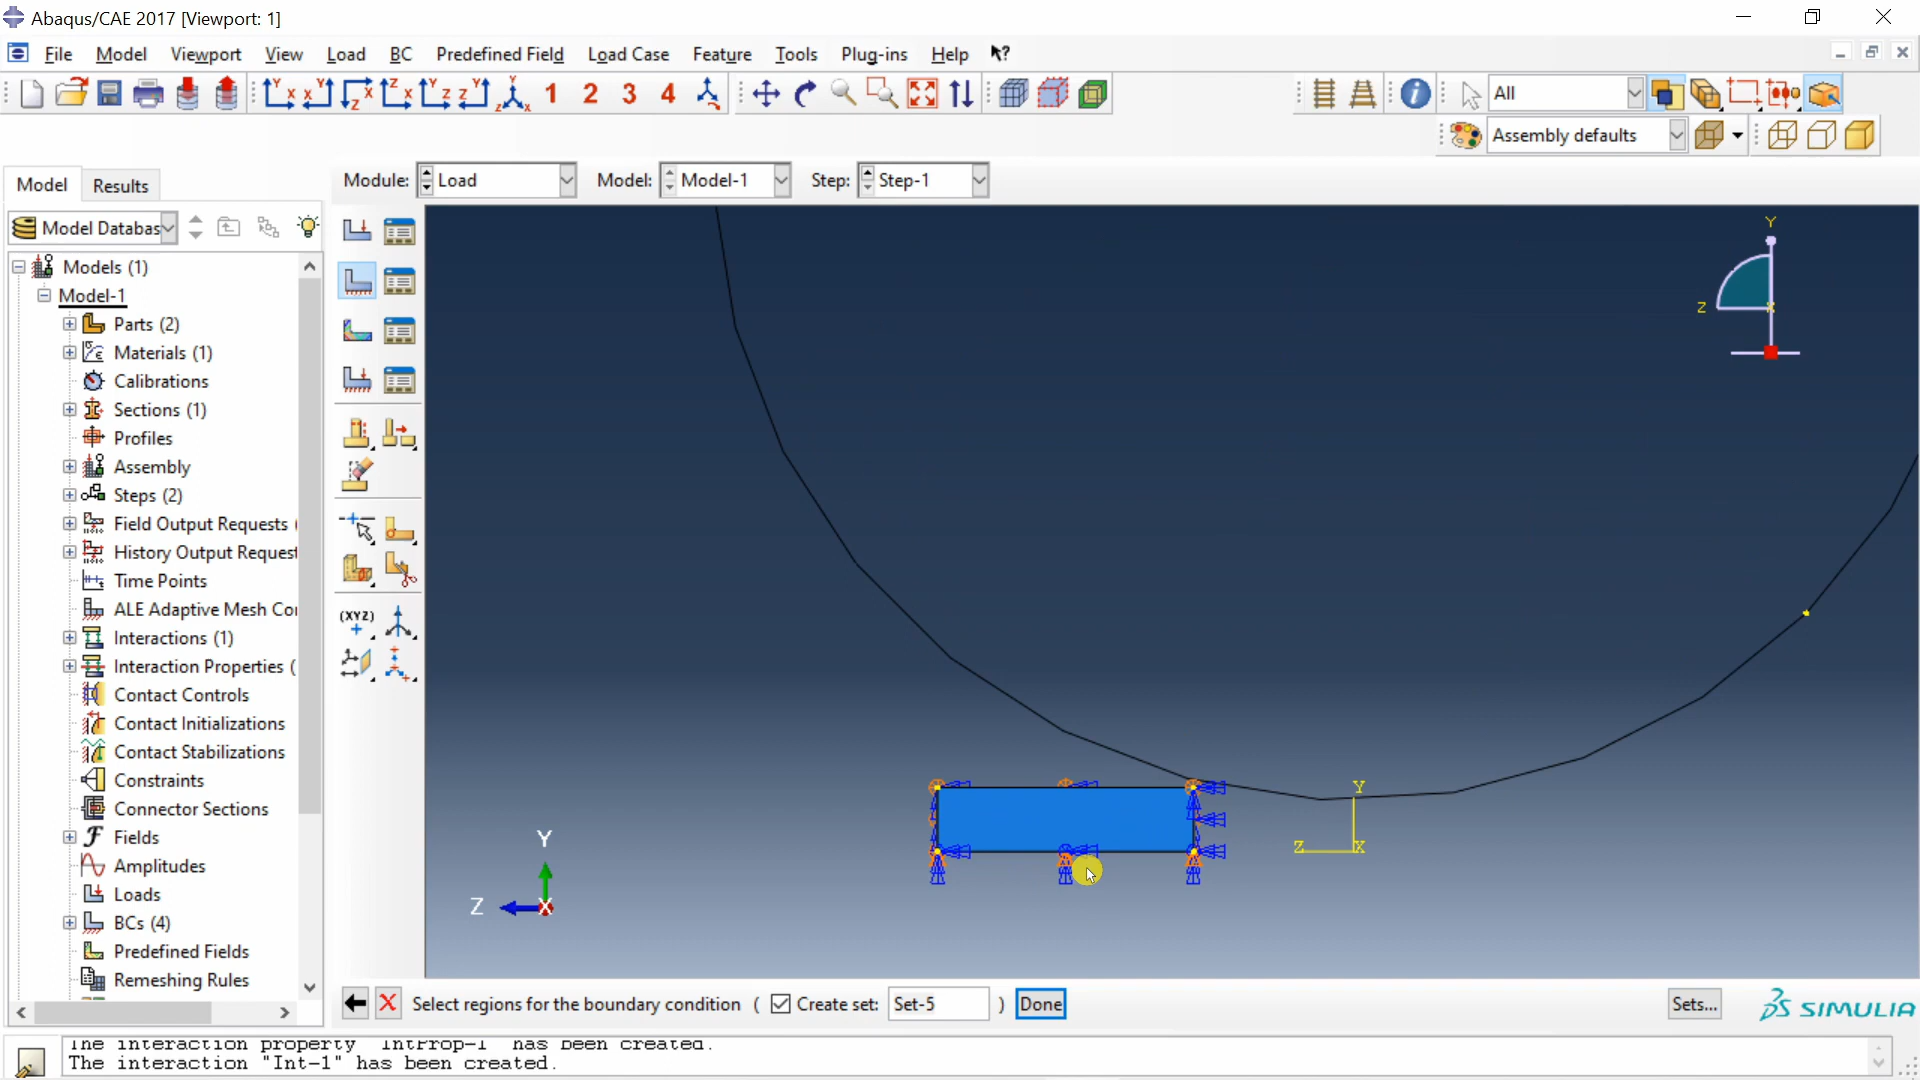 Abaqus/CAE 2017 [Viewport: 1]
File Model Viewport View Load BC Predefined Field Load Case Feature Tools Plug-ins Help
1 2 3 4 All
Assembly defaults
Model Results
Module: Load Model: Model-1 Step: Step-1
Model Databas
Models (1)
Model-1
Parts (2)
Materials (1)
Calibrations
Sections (1)
Profiles
Assembly
Steps (2)
Field Output Requests (
History Output Request
Time Points
ALE Adaptive Mesh Co
Interactions (1)
Interaction Properties (
Contact Controls
Contact Initializations
Contact Stabilizations
Constraints
Connector Sections
Fields
Amplitudes
Loads
BCs (4)
Predefined Fields
Remeshing Rules
(XYZ)
Y
Z
X
Y
Z
X
Y
Z
X
Select regions for the boundary condition ( Create set: Set-5 ) Done
Sets...
SIMULIA
The interaction property "IntProp-1" has been created.
The interaction "Int-1" has been created.